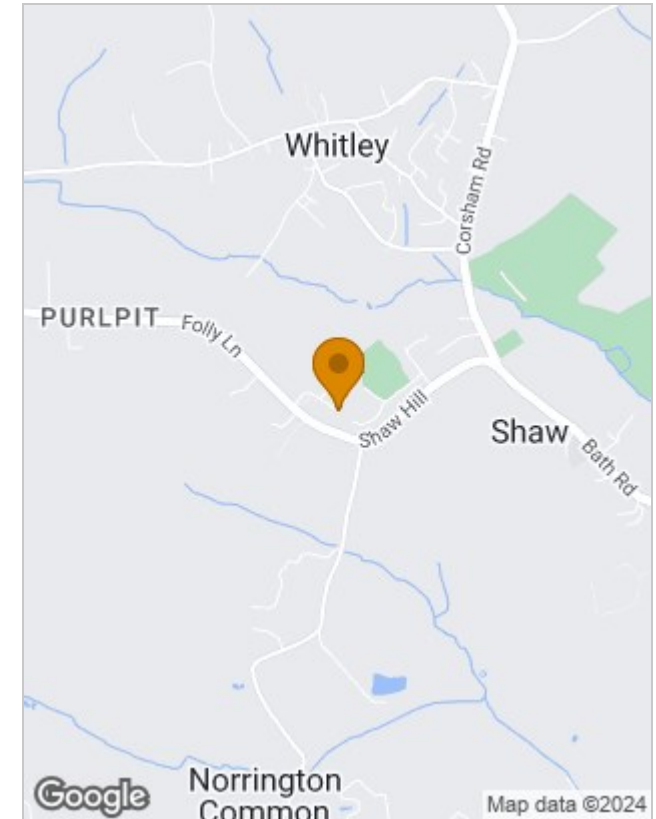 Whitley
Corsham Rd
PURLPIT
Folly Ln
Shaw Hill
Shaw
Bath Rd
Norrington
Common
Google
Map data ©2024